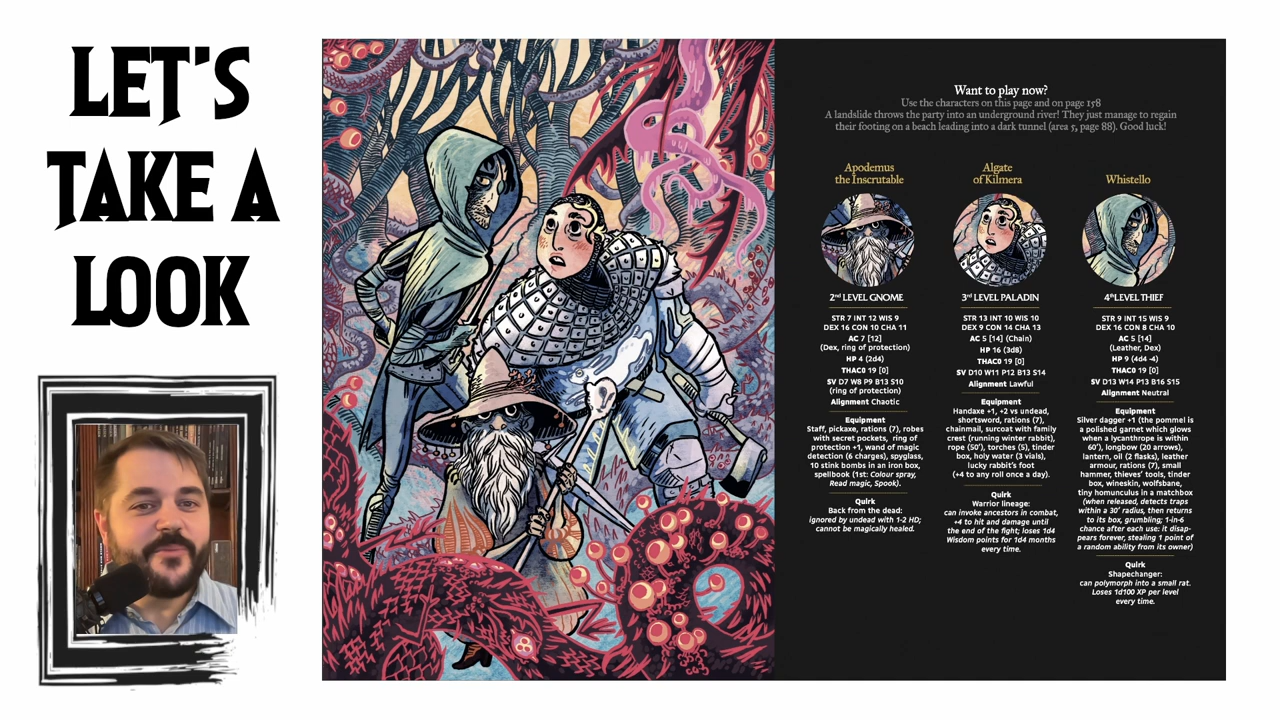 LET'S
TAKE A
LOOK
Want to play now?
Use the characters on this page and on page 158
A landslide throws the party into an underground river! They just manage to regain
their footing on a beach leading into a dark tunnel (area 5, page 88). Good luck!
Apodemus
the Inscrutable
2nd LEVEL GNOME
STR 7 INT 12 WIS 9
DEX 16 CON 10 CHA 11
AC 7 [12]
(Dex, ring of protection)
HP 4 (2d4)
THAC0 19 [0]
SV D7 W8 P9 B13 S10
(ring of protection)
Alignment Chaotic
Equipment
Staff, pickaxe, rations (7), robes
with secret pockets, ring of
protection +1, wand of magic
detection (6 charges), spyglass,
10 stink bombs in an iron box,
spellbook (1st: Colour spray,
Read magic, Spook).
Quirk
Back from the dead:
ignored by undead with 1-2 HD;
cannot be magically healed.
Algate
of Kilmera
3rd LEVEL PALADIN
STR 13 INT 10 WIS 10
DEX 9 CON 14 CHA 13
AC 5 [14] (Chain)
HP 16 (3d8)
THAC0 19 [0]
SV D10 W11 P12 B13 S14
Alignment Lawful
Equipment
Handaxe +1, +2 vs undead,
shortsword, rations (7),
chainmail, surcoat with family
crest (running winter rabbit),
rope (50'), torches (5), tinder
box, holy water (3 vials),
lucky rabbit's foot
(+4 to any roll once a day).
Quirk
Warrior lineage:
can invoke ancestors in combat,
+4 to hit and damage until
the end of the fight; loses 1d4
Wisdom points for 1d4 months
every time.
Whistello
4th LEVEL THIEF
STR 9 INT 15 WIS 9
DEX 16 CON 8 CHA 10
AC 5 [14]
(Leather, Dex)
HP 9 (4d4 -4)
THAC0 19 [0]
SV D13 W14 P13 B16 S15
Alignment Neutral
Equipment
Silver dagger +1 (the pommel is
a polished garnet which glows
when a lycanthrope is within
60'), longbow (20 arrows),
lantern, oil (2 flasks), leather
armour, rations (7), small
hammer, thieves' tools, tinder
box, wineskin, wolfsbane,
tiny homunculus in a matchbox
(when released, detects traps
within a 30' radius, then returns
to its box, grumbling; 1-in-6
chance after each use: it disap-
pears forever, stealing 1 point of
a random ability from its owner)
Quirk
Shapechanger:
can polymorph into a small rat.
Loses 1d100 XP per level
every time.